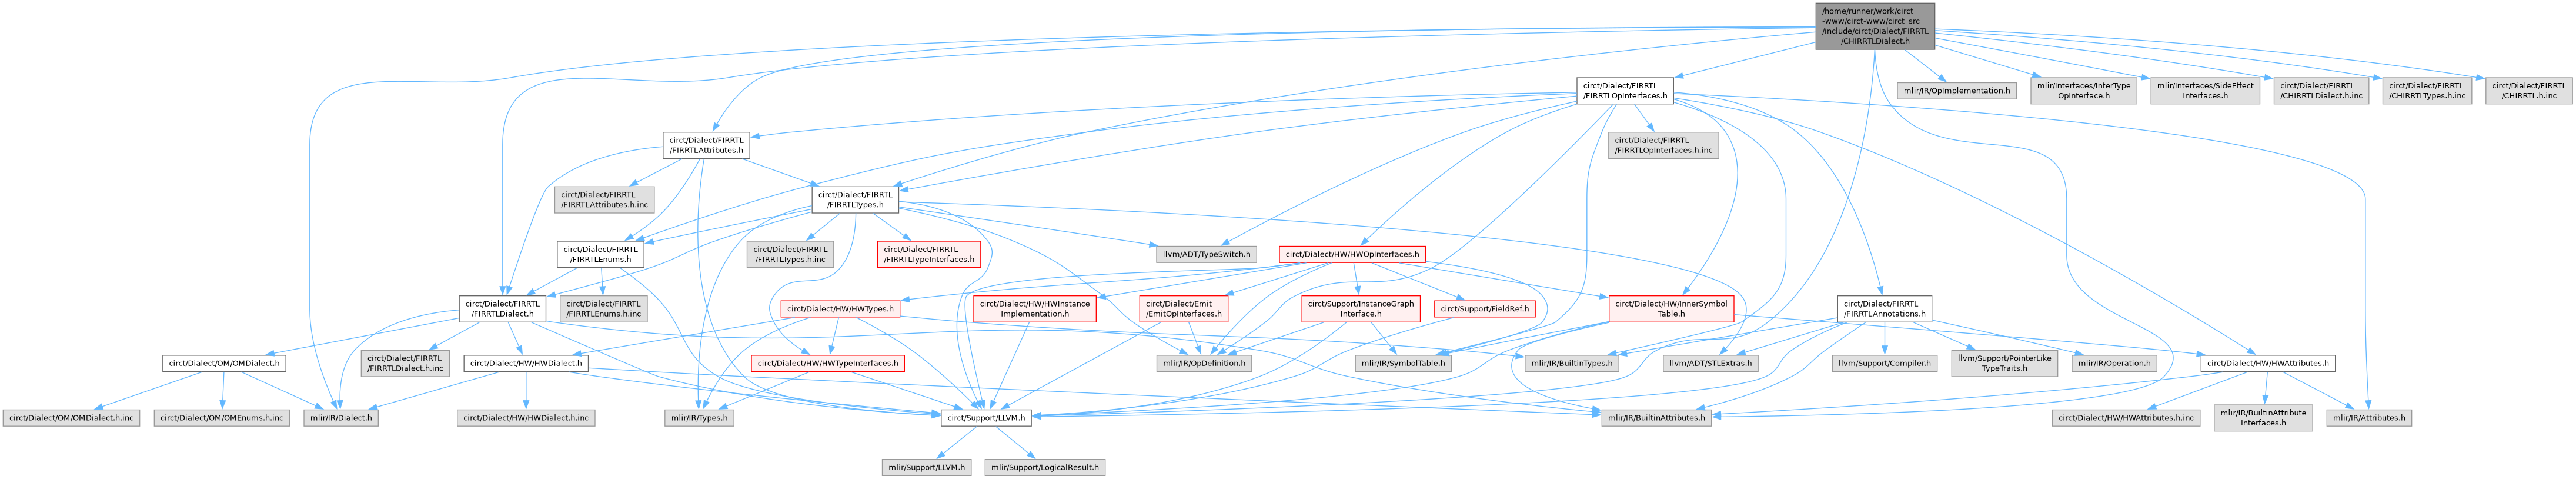 /home/runner/work/circt
-www/circt-www/circt_src
/include/circt/Dialect/FIRRTL
/CHIRRTLDialect.h
circt/Dialect/FIRRTL
/FIRRTLOpInterfaces.h
mlir/IR/OpImplementation.h
mlir/Interfaces/InferType
OpInterface.h
mlir/Interfaces/SideEffect
Interfaces.h
circt/Dialect/FIRRTL
/CHIRRTLDialect.h.inc
circt/Dialect/FIRRTL
/CHIRRTLTypes.h.inc
circt/Dialect/FIRRTL
/CHIRRTL.h.inc
circt/Dialect/FIRRTL
/FIRRTLAttributes.h
circt/Dialect/FIRRTL
/FIRRTLOpInterfaces.h.inc
circt/Dialect/FIRRTL
/FIRRTLAttributes.h.inc
circt/Dialect/FIRRTL
/FIRRTLTypes.h
circt/Dialect/FIRRTL
/FIRRTLEnums.h
circt/Dialect/FIRRTL
/FIRRTLTypes.h.inc
circt/Dialect/FIRRTL
/FIRRTLTypeInterfaces.h
llvm/ADT/TypeSwitch.h
circt/Dialect/HW/HWOpInterfaces.h
circt/Dialect/FIRRTL
/FIRRTLDialect.h
circt/Dialect/FIRRTL
/FIRRTLEnums.h.inc
circt/Dialect/HW/HWTypes.h
circt/Dialect/HW/HWInstance
Implementation.h
circt/Dialect/Emit
/EmitOpInterfaces.h
circt/Support/InstanceGraph
Interface.h
circt/Support/FieldRef.h
circt/Dialect/HW/InnerSymbol
Table.h
circt/Dialect/FIRRTL
/FIRRTLAnnotations.h
circt/Dialect/OM/OMDialect.h
circt/Dialect/FIRRTL
/FIRRTLDialect.h.inc
circt/Dialect/HW/HWDialect.h
circt/Dialect/HW/HWTypeInterfaces.h
mlir/IR/OpDefinition.h
mlir/IR/SymbolTable.h
mlir/IR/BuiltinTypes.h
llvm/ADT/STLExtras.h
llvm/Support/Compiler.h
llvm/Support/PointerLike
TypeTraits.h
mlir/IR/Operation.h
circt/Dialect/HW/HWAttributes.h
circt/Dialect/OM/OMDialect.h.inc
circt/Dialect/OM/OMEnums.h.inc
mlir/IR/Dialect.h
circt/Dialect/HW/HWDialect.h.inc
mlir/IR/Types.h
circt/Support/LLVM.h
mlir/IR/BuiltinAttributes.h
circt/Dialect/HW/HWAttributes.h.inc
mlir/IR/BuiltinAttribute
Interfaces.h
mlir/IR/Attributes.h
mlir/Support/LLVM.h
mlir/Support/LogicalResult.h